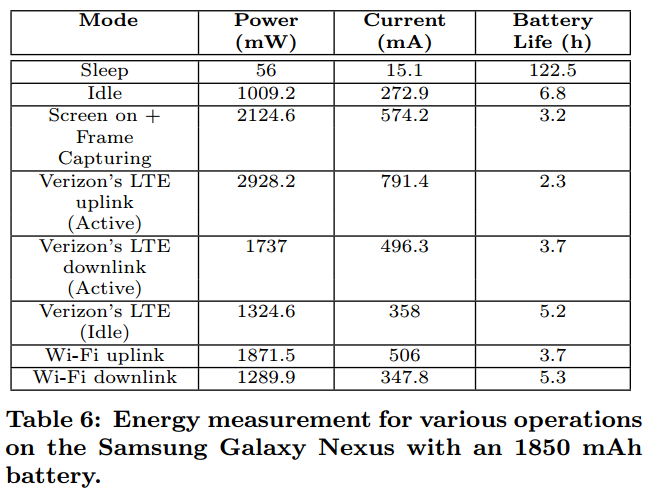 Mode Power (mW) Current (mA) Battery Life (h)
Sleep 56 15.1 122.5
Idle 1009.2 272.9 6.8
Screen on + Frame Capturing 2124.6 574.2 3.2
Verizon's LTE uplink (Active) 2928.2 791.4 2.3
Verizon's LTE downlink (Active) 1737 496.3 3.7
Verizon's LTE (Idle) 1324.6 358 5.2
Wi-Fi uplink 1871.5 506 3.7
Wi-Fi downlink 1289.9 347.8 5.3
Table 6: Energy measurement for various operations
on the Samsung Galaxy Nexus with an 1850 mAh
battery.